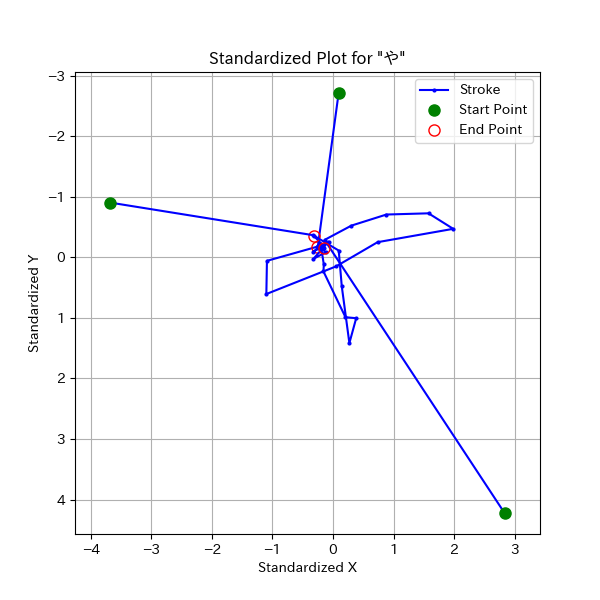 Standardized Plot for "や"
Stroke
Start Point
End Point
−3
−2
−1
0
1
2
3
4
Standardized Y
−4 −3 −2 −1 0 1 2 3
Standardized X